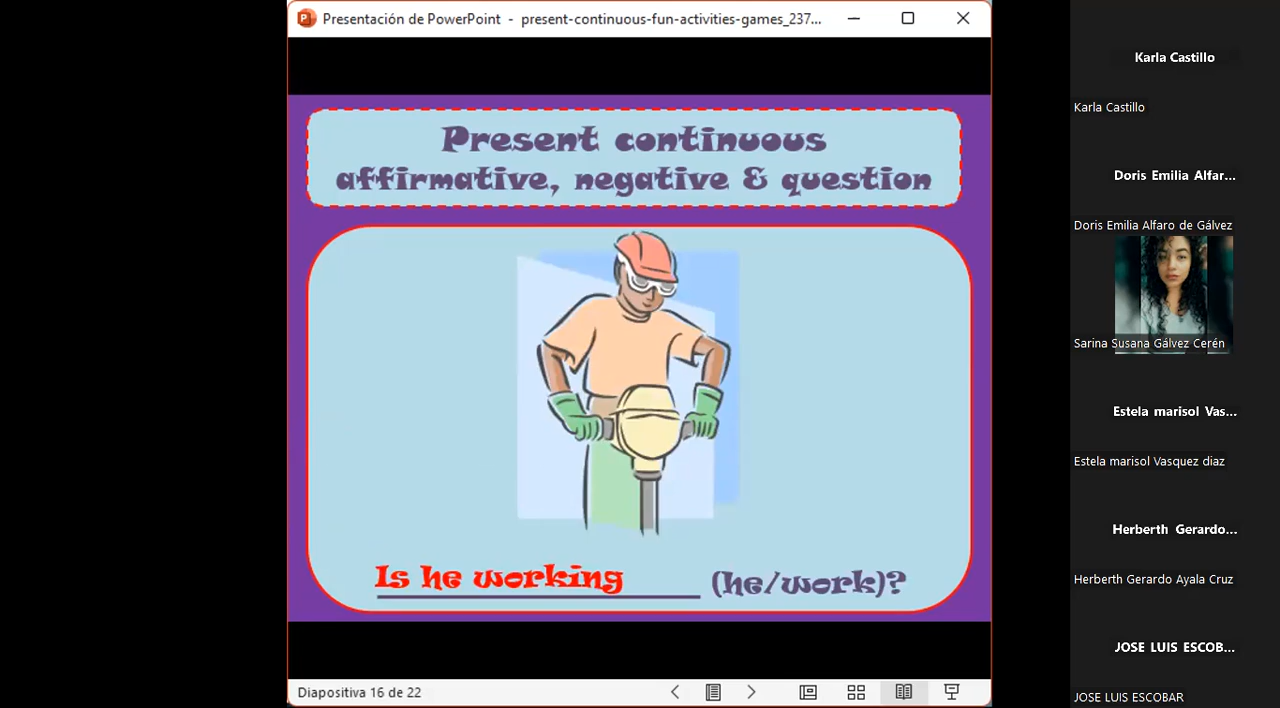 Presentación de PowerPoint - present-continuous-fun-activities-games_237...
Present continuous
affirmative, negative & question
Is he working (he/work)?
Diapositiva 16 de 22
Karla Castillo
Karla Castillo
Doris Emilia Alfar...
Doris Emilia Alfaro de Gálvez
Sarina Susana Gálvez Cerén
Estela marisol Vas...
Estela marisol Vasquez diaz
Herberth Gerardo...
Herberth Gerardo Ayala Cruz
JOSE LUIS ESCOB...
JOSE LUIS ESCOBAR